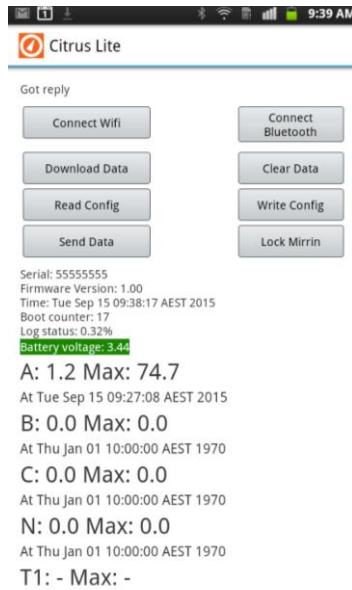 1
9:39 AM
Citrus Lite
Got reply
Connect Wifi
Connect
Bluetooth
Download Data
Clear Data
Read Config
Write Config
Send Data
Lock Mirrin
Serial: 55555555
Firmware Version: 1.00
Time: Tue Sep 15 09:38:17 AEST 2015
Boot counter: 17
Log status: 0.32%
Battery voltage: 3.44
A: 1.2 Max: 74.7
At Tue Sep 15 09:27:08 AEST 2015
B: 0.0 Max: 0.0
At Thu Jan 01 10:00:00 AEST 1970
C: 0.0 Max: 0.0
At Thu Jan 01 10:00:00 AEST 1970
N: 0.0 Max: 0.0
At Thu Jan 01 10:00:00 AEST 1970
T1: - Max: -